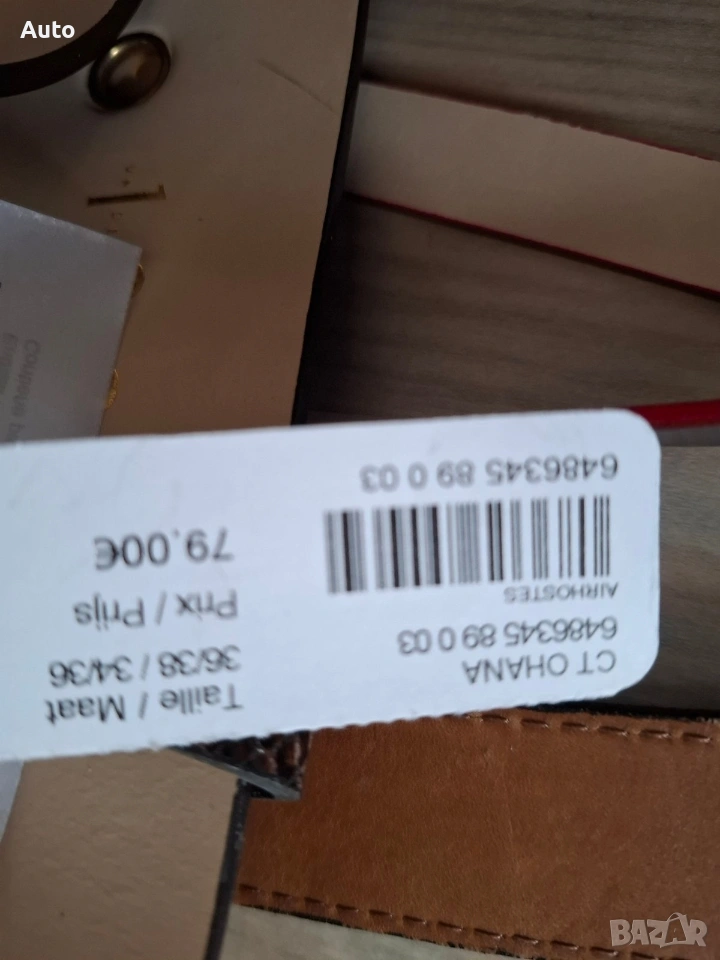 Auto
CT OHANA
6486345 89 0 03
AIRHOSTES
6486345 89 0 03
Taille / Maat
36/38 / 34/36
Prix / Prijs
79.00€
BAZAR